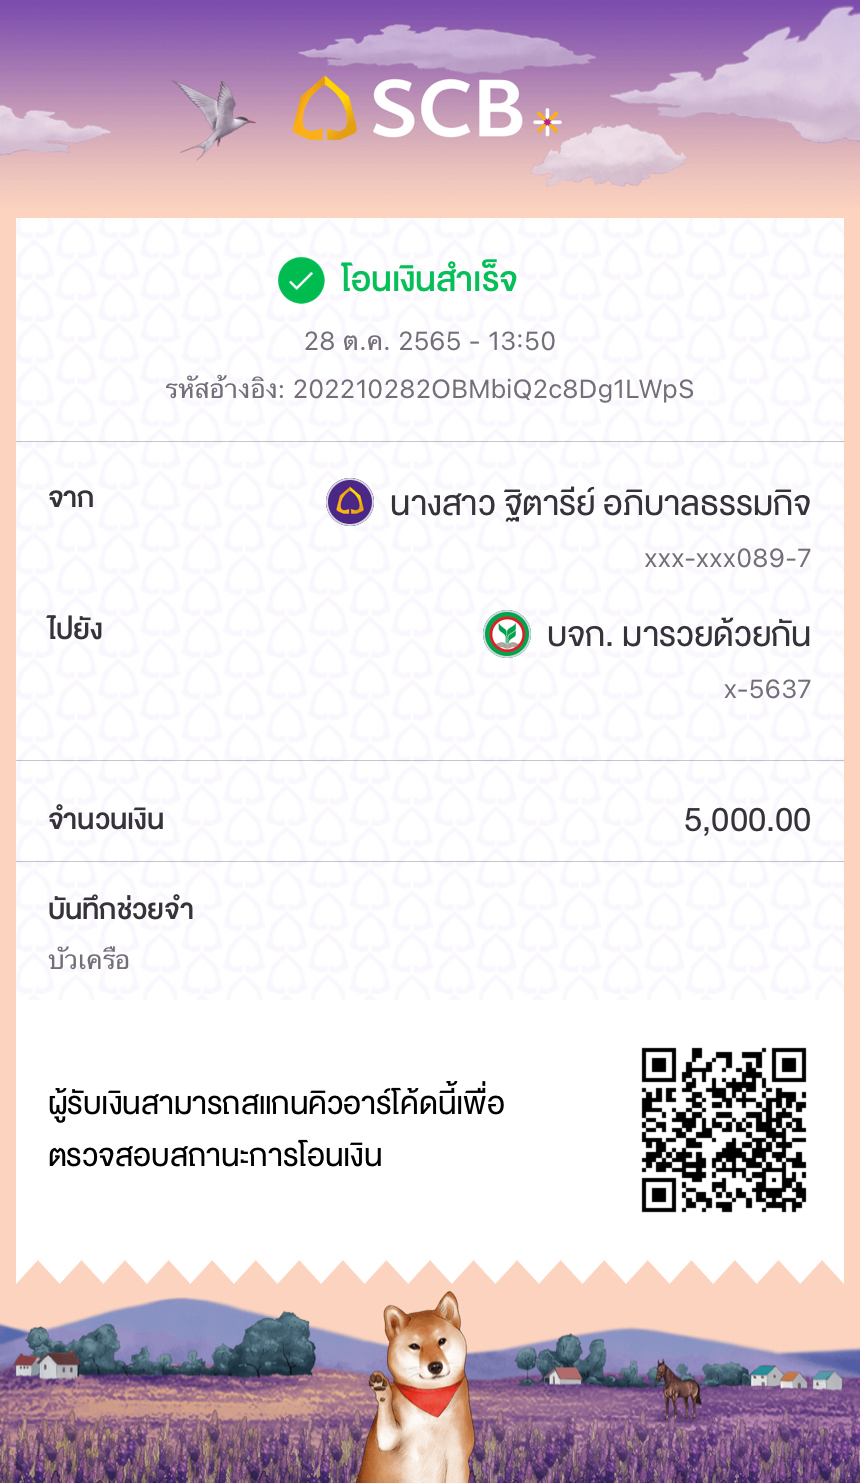 SCB
โอนเงินสำเร็จ
28 ต.ค. 2565 - 13:50
รหัสอ้างอิง: 202210282OBMbiQ2c8Dg1LWpS
จาก
นางสาว ฐิตารีย์ อภิบาลธรรมกิจ
xxx-xxx089-7
ไปยัง
บจก. มารวยด้วยกัน
x-5637
จำนวนเงิน
5,000.00
บันทึกช่วยจำ
บัวเครือ
ผู้รับเงินสามารถสแกนคิวอาร์โค้ดนี้เพื่อ
ตรวจสอบสถานะการโอนเงิน